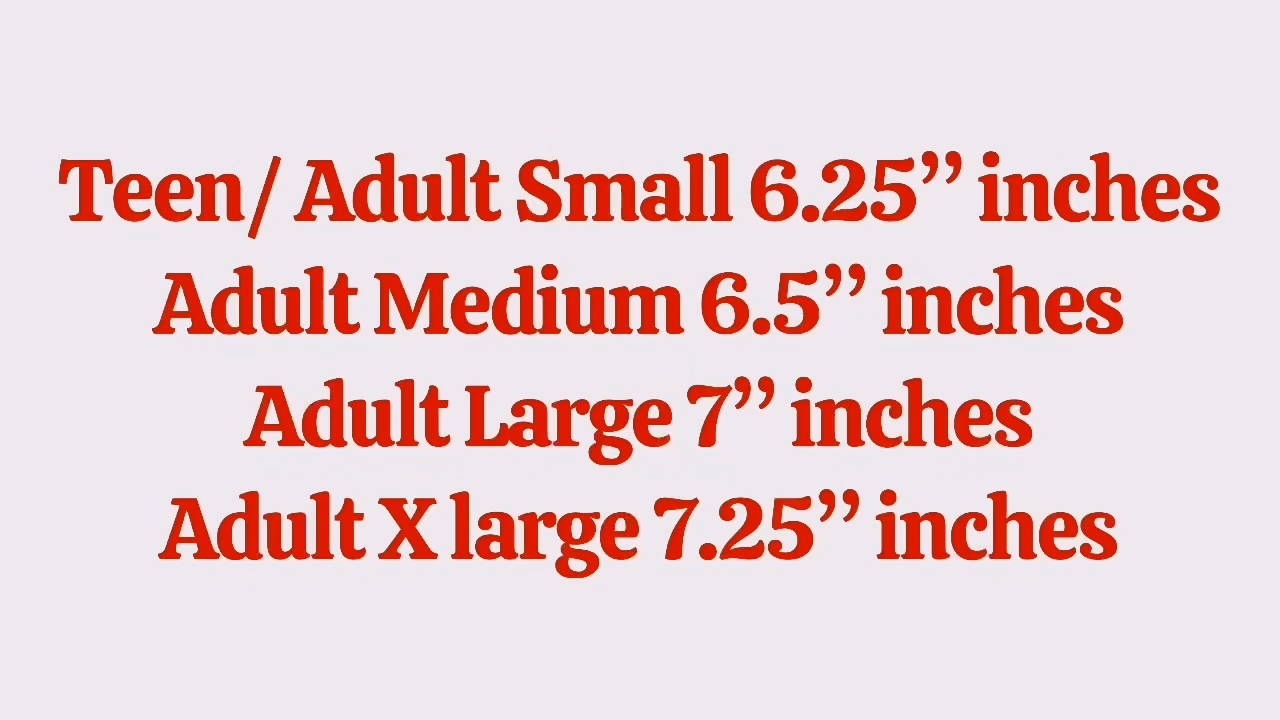 Teen/ Adult Small 6.25’’ inches
Adult Medium 6.5’’ inches
Adult Large 7’’ inches
Adult X large 7.25’’ inches